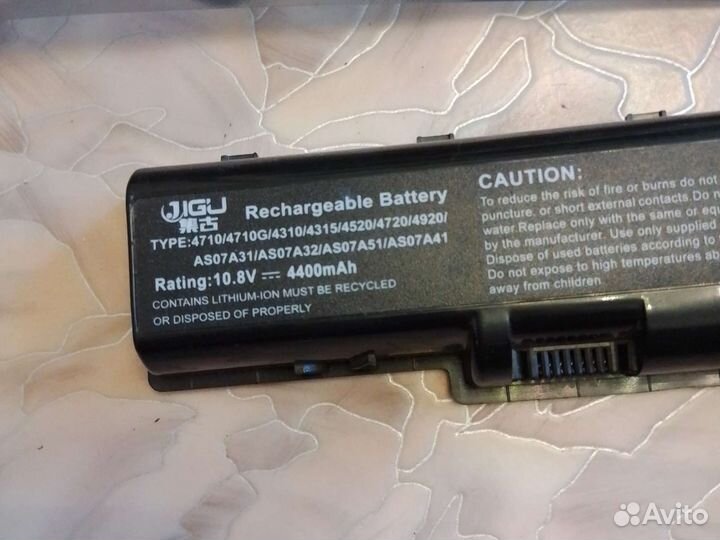 JIGU
集古
Rechargeable Battery
TYPE:4710/4710G/4310/4315/4520/4720/4920/
AS07A31/AS07A32/AS07A51/AS07A41
Rating:10.8V⎓4400mAh
CONTAINS LITHIUM-ION MUST BE RECYCLED
OR DISPOSED OF PROPERLY
CAUTION:
To reduce the risk of fire or burns do not
puncture, or short external contacts.Do
water.Replace only with the same or
by the manufacturer. Use only supplied
Dispose of used batteries according to
Do not expose to high temperatures
away from children.
Avito